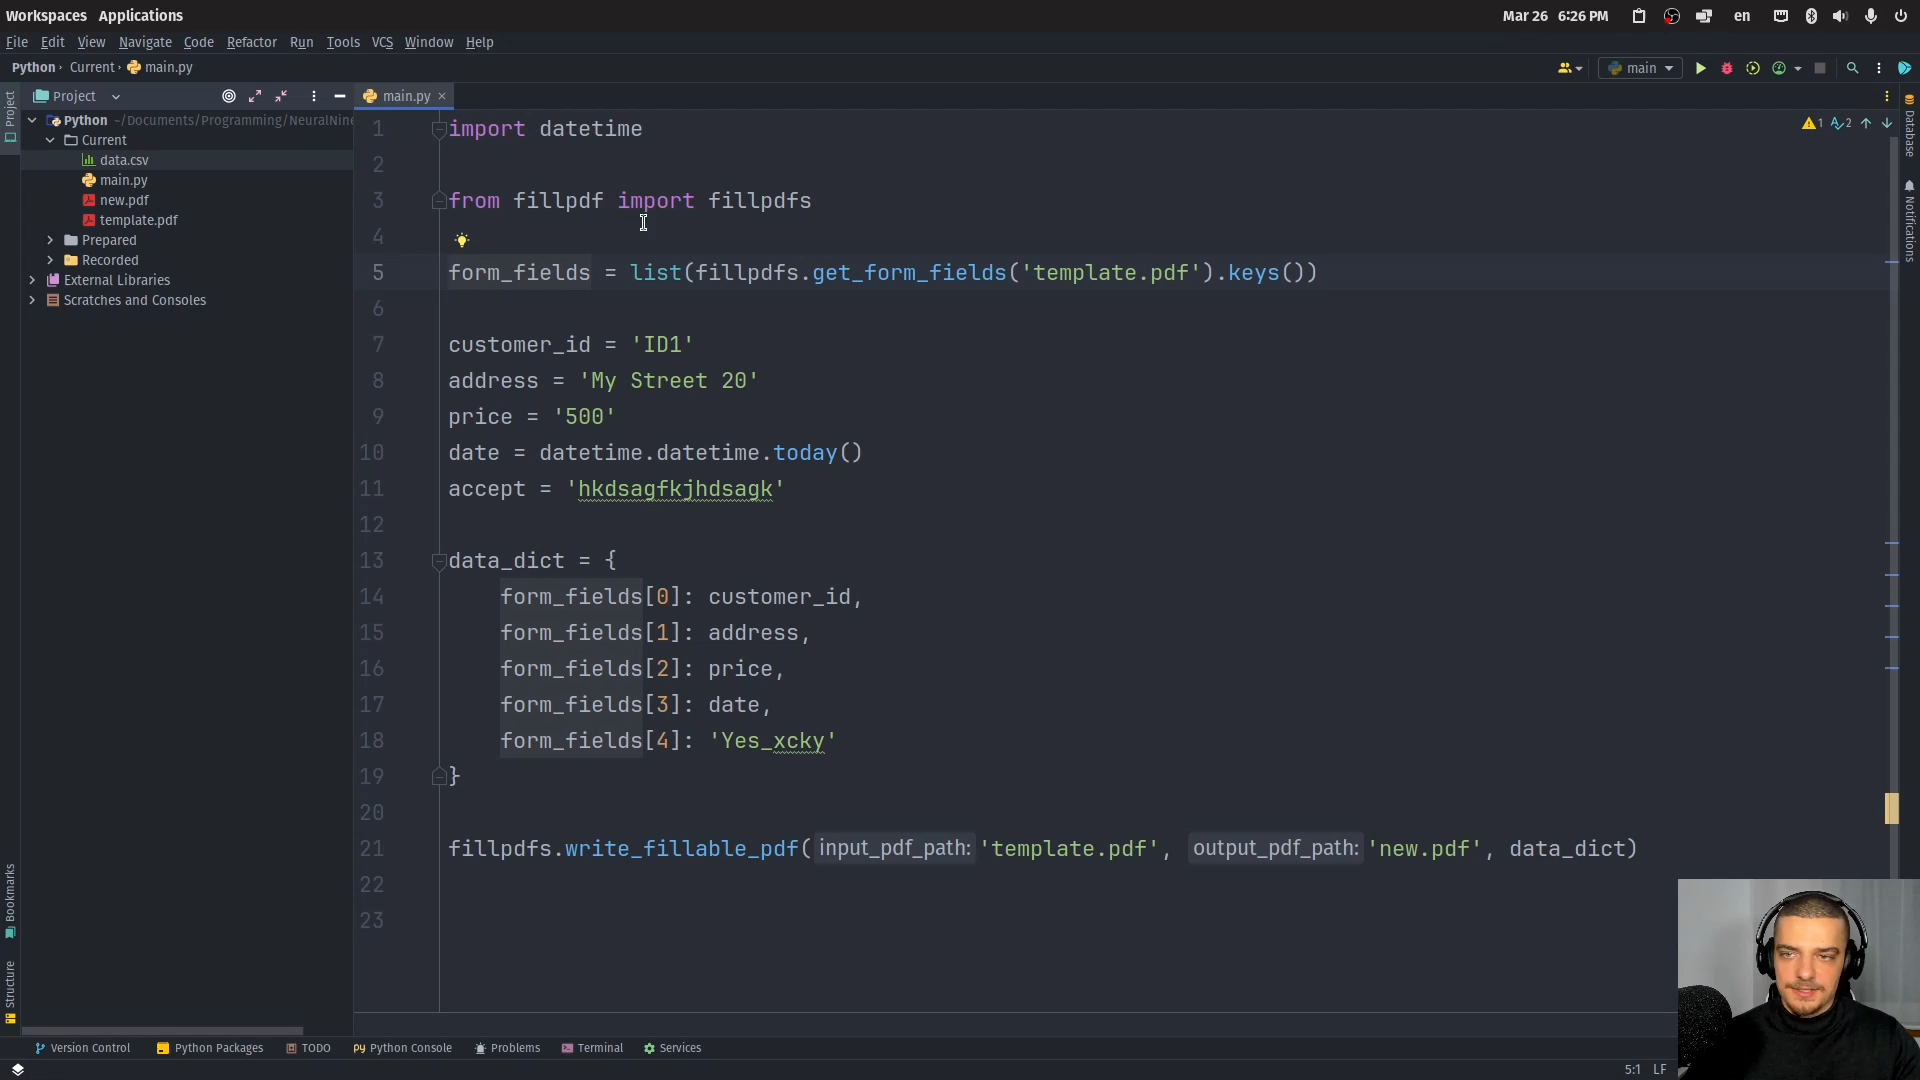 Workspaces Applications Mar 26 6:26 PM en
File Edit View Navigate Code Refactor Run Tools VCS Window Help
Python Current main.py main
Project main.py
Project
Python ~/Documents/Programming/NeuralNine
Current
data.csv
main.py
new.pdf
template.pdf
Prepared
Recorded
External Libraries
Scratches and Consoles
1 import datetime
2
3 from fillpdf import fillpdfs
4
5 form_fields = list(fillpdfs.get_form_fields('template.pdf').keys())
6
7 customer_id = 'ID1'
8 address = 'My Street 20'
9 price = '500'
10 date = datetime.datetime.today()
11 accept = 'hkdsagfkjhdsagk'
12
13 data_dict = {
14 form_fields[0]: customer_id,
15 form_fields[1]: address,
16 form_fields[2]: price,
17 form_fields[3]: date,
18 form_fields[4]: 'Yes_xcky'
19 }
20
21 fillpdfs.write_fillable_pdf( input_pdf_path: 'template.pdf', output_pdf_path: 'new.pdf', data_dict)
22
23
1 2
Database
Notifications
Bookmarks
Structure
Version Control Python Packages TODO Python Console Problems Terminal Services
5:1 LF